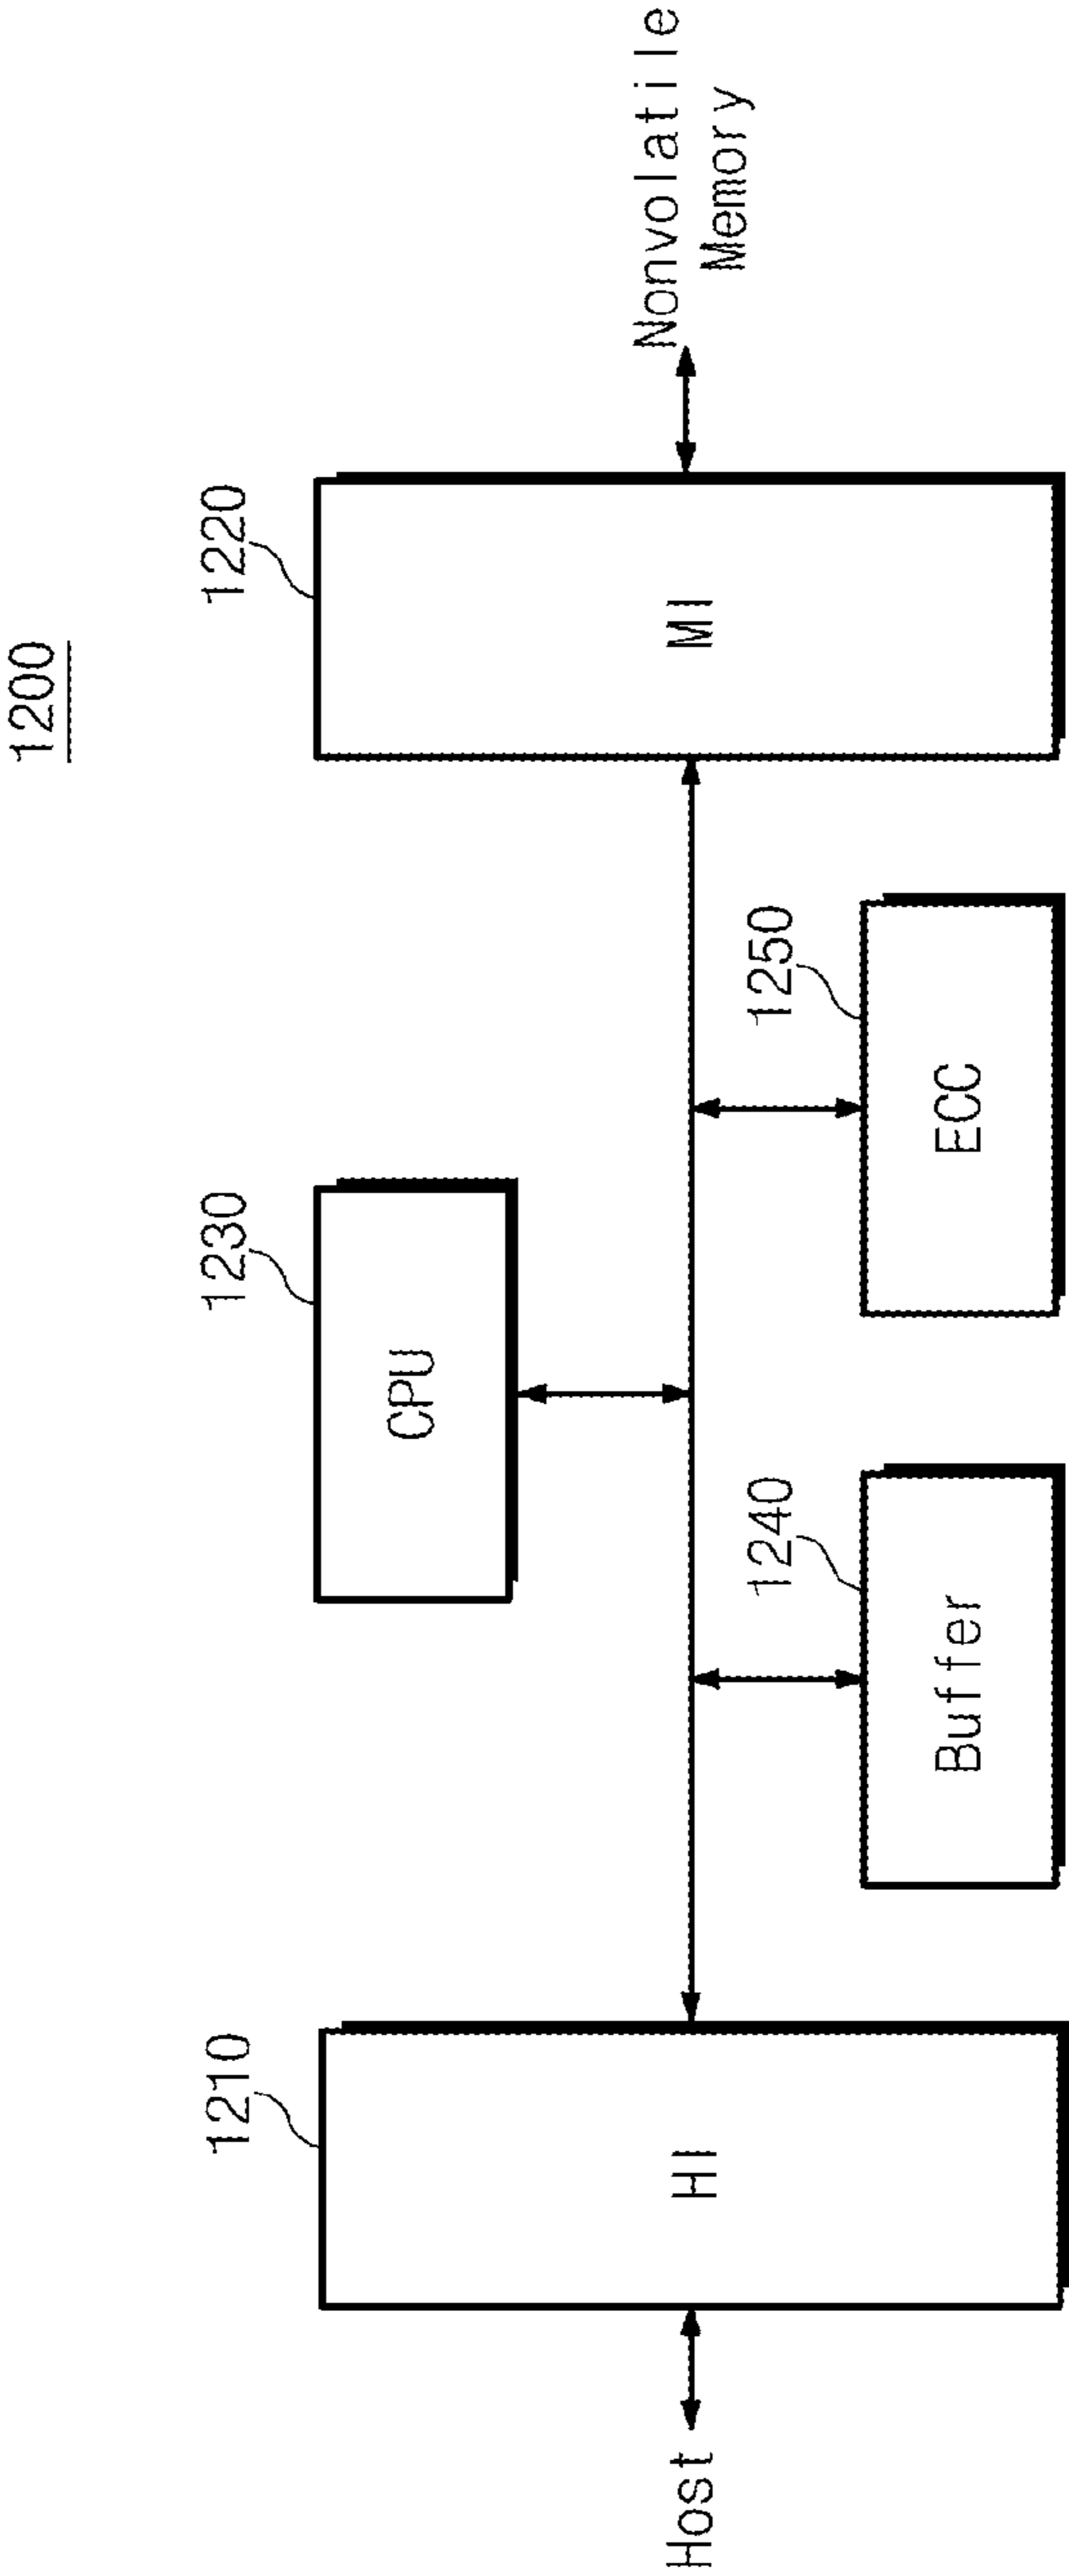 1200
1210
1230
1220
HI
CPU
MI
Host
Nonvolatile
Memory
1240
1250
Buffer
ECC